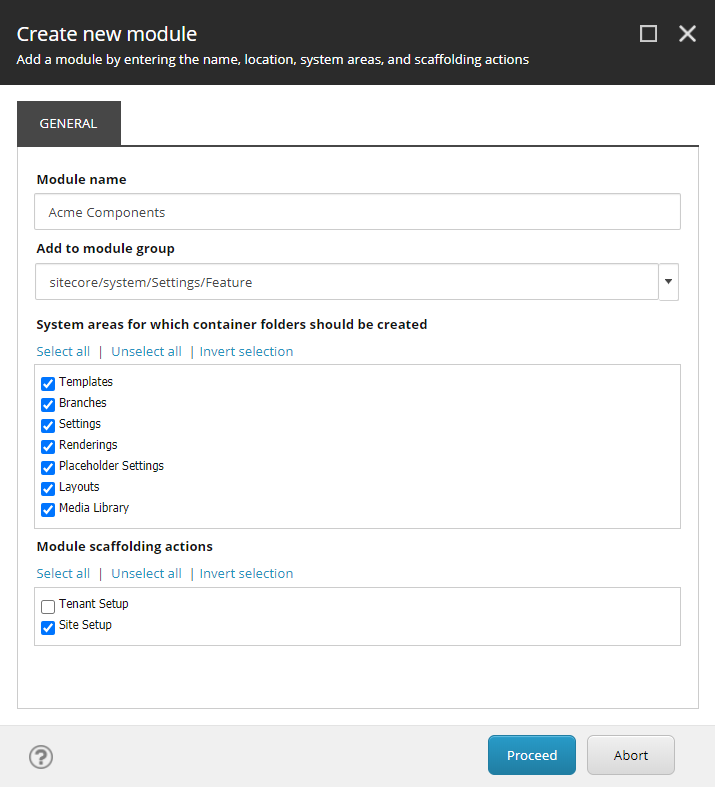 Create new module
Add a module by entering the name, location, system areas, and scaffolding actions
GENERAL
Module name
Acme Components
Add to module group
sitecore/system/Settings/Feature
System areas for which container folders should be created
Select all | Unselect all | Invert selection
Templates
Branches
Settings
Renderings
Placeholder Settings
Layouts
Media Library
Module scaffolding actions
Select all | Unselect all | Invert selection
Tenant Setup
Site Setup
? Proceed Abort